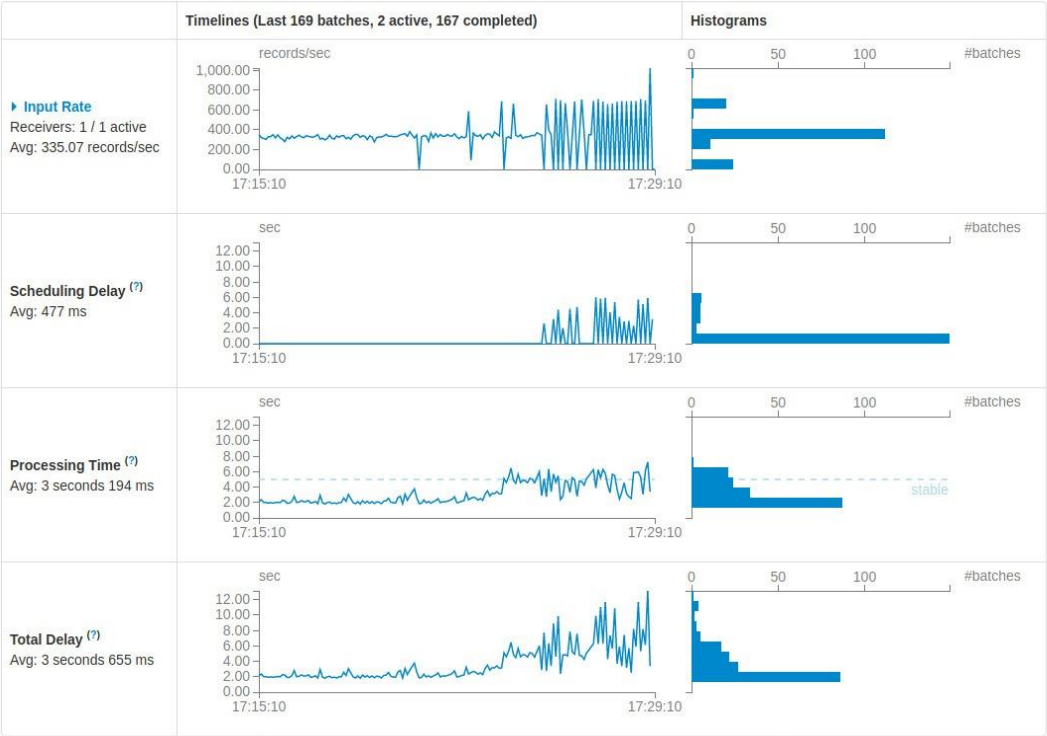 Timelines (Last 169 batches, 2 active, 167 completed)
Histograms
Input Rate
Receivers: 1 / 1 active
Avg: 335.07 records/sec
records/sec
1,000.00
800.00
600.00
400.00
200.00
0.00
17:15:10
17:29:10
0
50
100
#batches
Scheduling Delay (?)
Avg: 477 ms
sec
12.00
10.00
8.00
6.00
4.00
2.00
0.00
17:15:10
17:29:10
0
50
100
#batches
Processing Time (?)
Avg: 3 seconds 194 ms
sec
12.00
10.00
8.00
6.00
4.00
2.00
0.00
17:15:10
17:29:10
0
50
100
#batches
stable
Total Delay (?)
Avg: 3 seconds 655 ms
sec
12.00
10.00
8.00
6.00
4.00
2.00
0.00
17:15:10
17:29:10
0
50
100
#batches